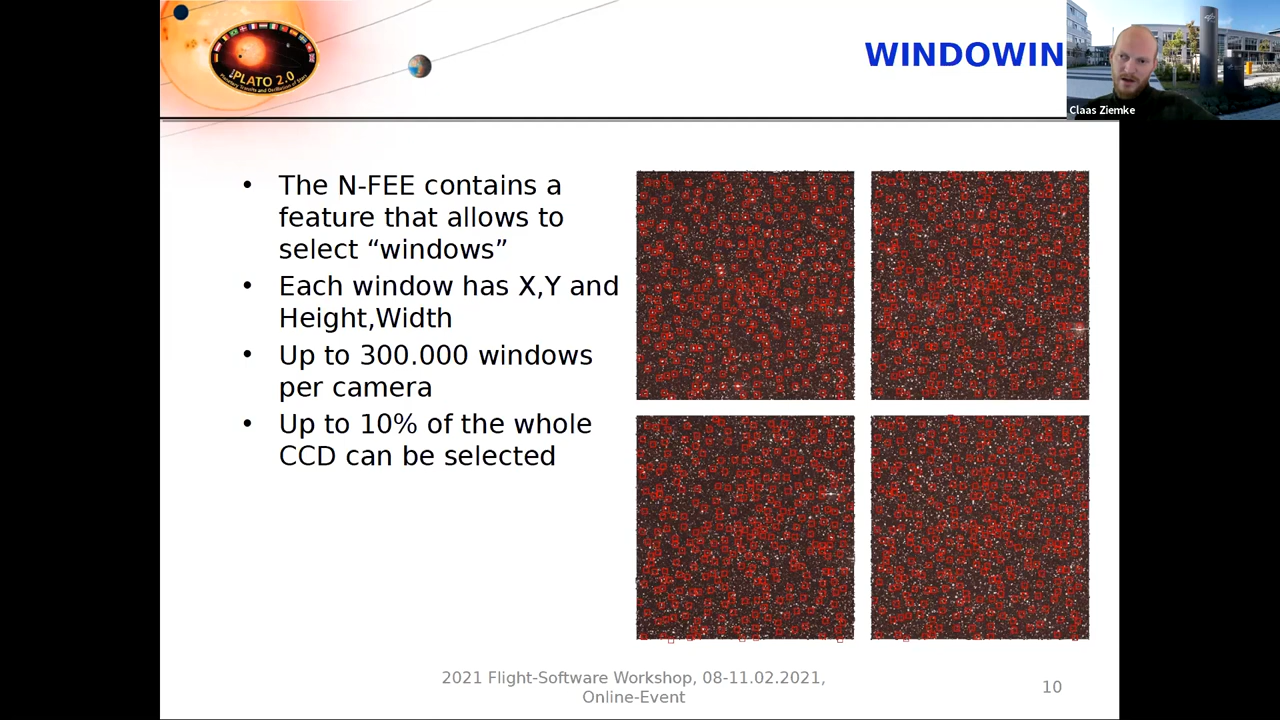 PLATO 2.0
WINDOWIN
Claas Ziemke
• The N-FEE contains a
feature that allows to
select “windows”
• Each window has X,Y and
Height,Width
• Up to 300.000 windows
per camera
• Up to 10% of the whole
CCD can be selected
2021 Flight-Software Workshop, 08-11.02.2021,
Online-Event
10